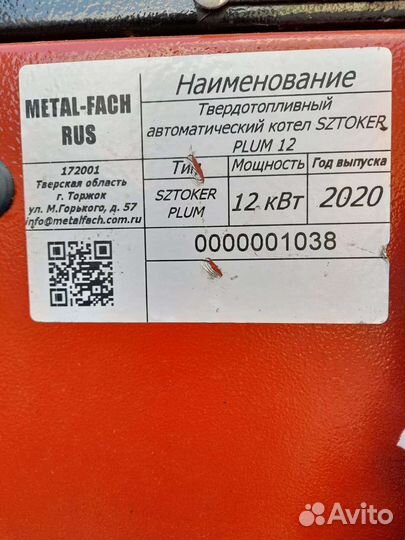 METAL-FACH
RUS
172001
Тверская область
г. Торжок
ул. М.Горького, д. 57
info@metalfach.com.ru
Наименование
Твердотопливный
автоматический котел SZTOKER
PLUM 12
Тип
Мощность
Год выпуска
SZTOKER
PLUM
12 кВт
2020
0000001038
Avito